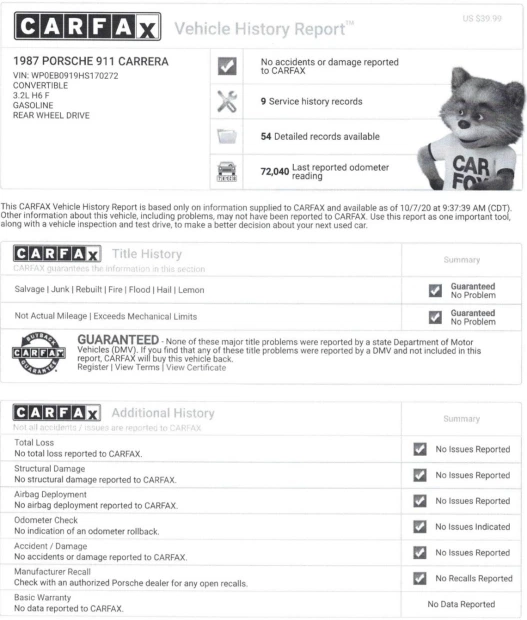 CARFAX Vehicle History Report™
US $39.99
1987 PORSCHE 911 CARRERA
VIN: WP0EB0919HS170272
CONVERTIBLE
3.2L H6 F
GASOLINE
REAR WHEEL DRIVE
No accidents or damage reported
to CARFAX
9 Service history records
54 Detailed records available
72,040 Last reported odometer
reading
CAR
FOX
This CARFAX Vehicle History Report is based only on information supplied to CARFAX and available as of 10/7/20 at 9:37:39 AM (CDT).
Other information about this vehicle, including problems, may not have been reported to CARFAX. Use this report as one important tool,
along with a vehicle inspection and test drive, to make a better decision about your next used car.
CARFAX Title History
CARFAX guarantees the information in this section
Summary
Salvage | Junk | Rebuilt | Fire | Flood | Hail | Lemon
Guaranteed
No Problem
Not Actual Mileage | Exceeds Mechanical Limits
Guaranteed
No Problem
BUYBACK
CARFAX
GUARANTEE
GUARANTEED - None of these major title problems were reported by a state Department of Motor
Vehicles (DMV). If you find that any of these title problems were reported by a DMV and not included in this
report, CARFAX will buy this vehicle back.
Register | View Terms | View Certificate
CARFAX Additional History
Not all accidents / issues are reported to CARFAX
Summary
Total Loss
No total loss reported to CARFAX.
No Issues Reported
Structural Damage
No structural damage reported to CARFAX.
No Issues Reported
Airbag Deployment
No airbag deployment reported to CARFAX.
No Issues Reported
Odometer Check
No indication of an odometer rollback.
No Issues Indicated
Accident / Damage
No accidents or damage reported to CARFAX.
No Issues Reported
Manufacturer Recall
Check with an authorized Porsche dealer for any open recalls.
No Recalls Reported
Basic Warranty
No data reported to CARFAX.
No Data Reported